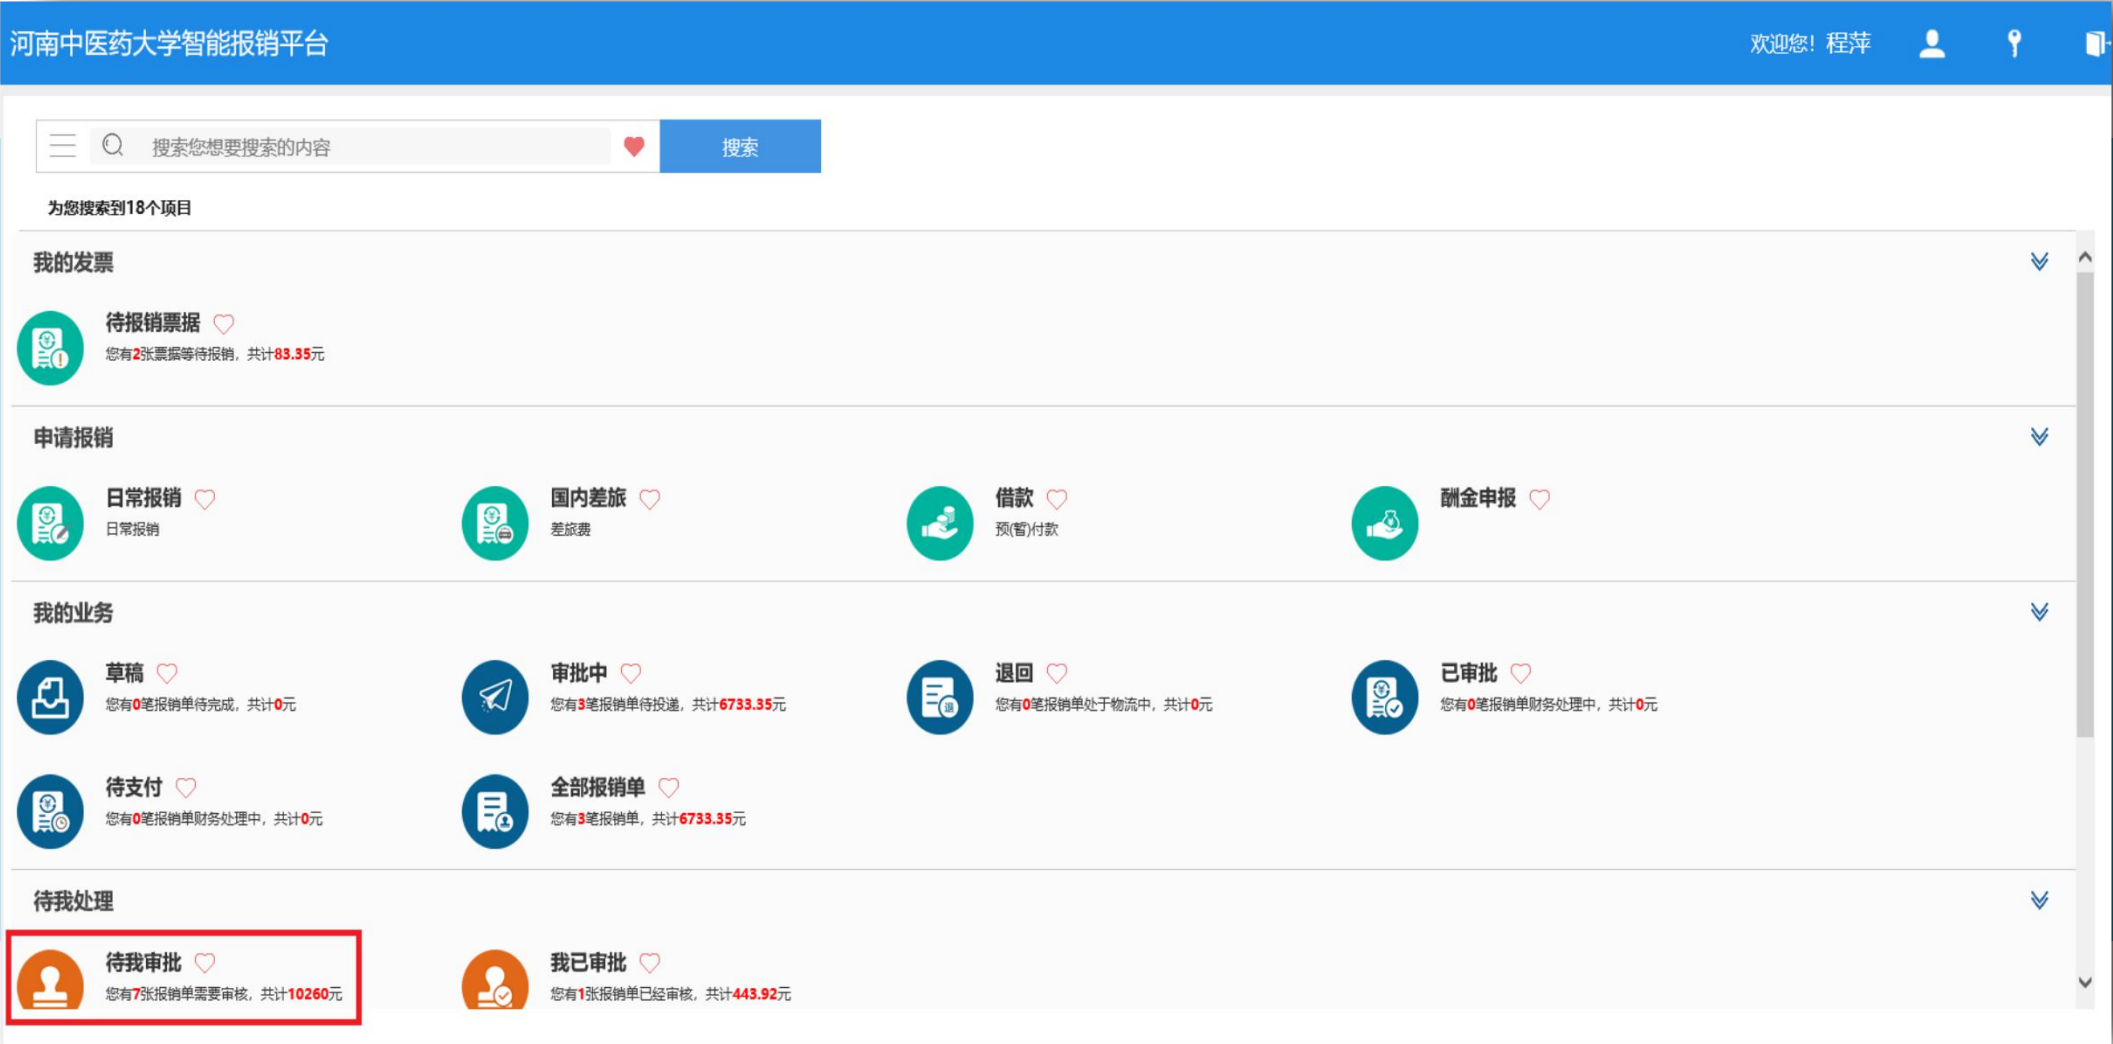 河南中医药大学智能报销平台
欢迎您！程萍
搜索您想要搜索的内容
搜索
为您搜索到18个项目
我的发票
待报销票据
您有2张票据等待报销，共计83.35元
申请报销
日常报销
日常报销
国内差旅
差旅费
借款
预(暂)付款
酬金申报
我的业务
草稿
您有0笔报销单待完成，共计0元
审批中
您有3笔报销单待投递，共计6733.35元
退回
您有0笔报销单处于物流中，共计0元
已审批
您有0笔报销单财务处理中，共计0元
待支付
您有0笔报销单财务处理中，共计0元
全部报销单
您有3笔报销单，共计6733.35元
待我处理
待我审批
您有7张报销单需要审核，共计10260元
我已审批
您有1张报销单已经审核，共计443.92元